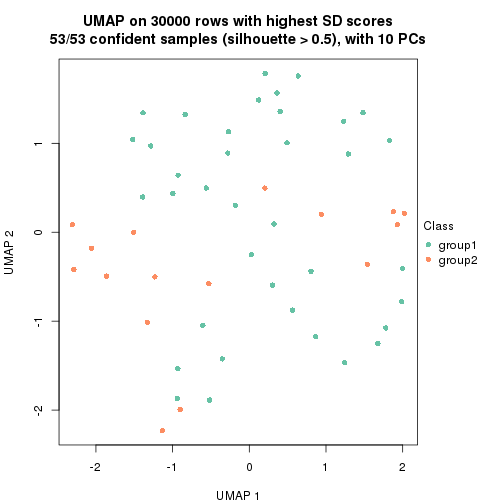 UMAP on 30000 rows with highest SD scores
53/53 confident samples (silhouette > 0.5), with 10 PCs
UMAP 2
1
0
-1
-2
-2
-1
0
1
2
UMAP 1
Class
group1
group2